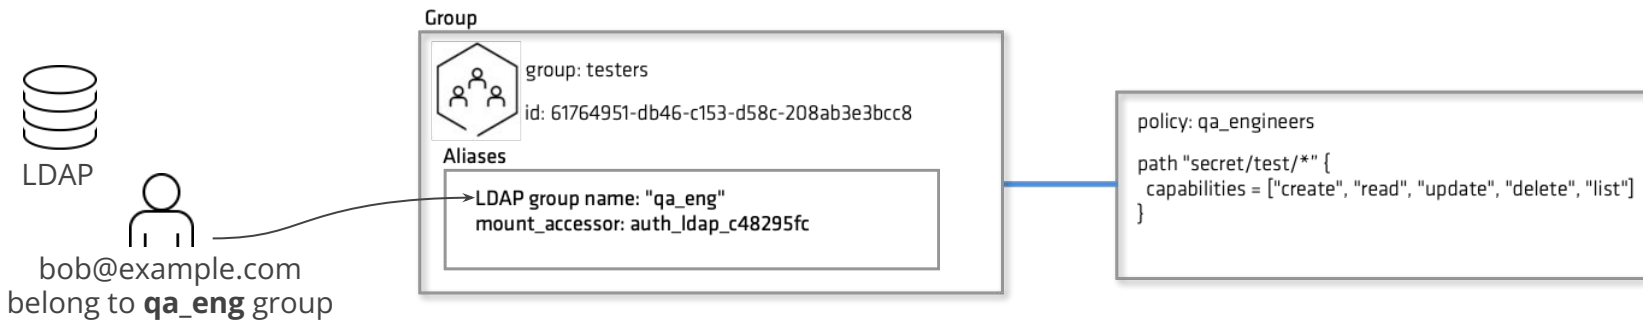 Group
group: testers
id: 61764951-db46-c153-d58c-208ab3e3bcc8
LDAP
Aliases
LDAP group name: "qa_eng"
mount_accessor: auth_ldap_c48295fc
bob@example.com
belong to qa_eng group
policy: qa_engineers
path "secret/test/*" {
capabilities = ["create", "read", "update", "delete", "list"]
}